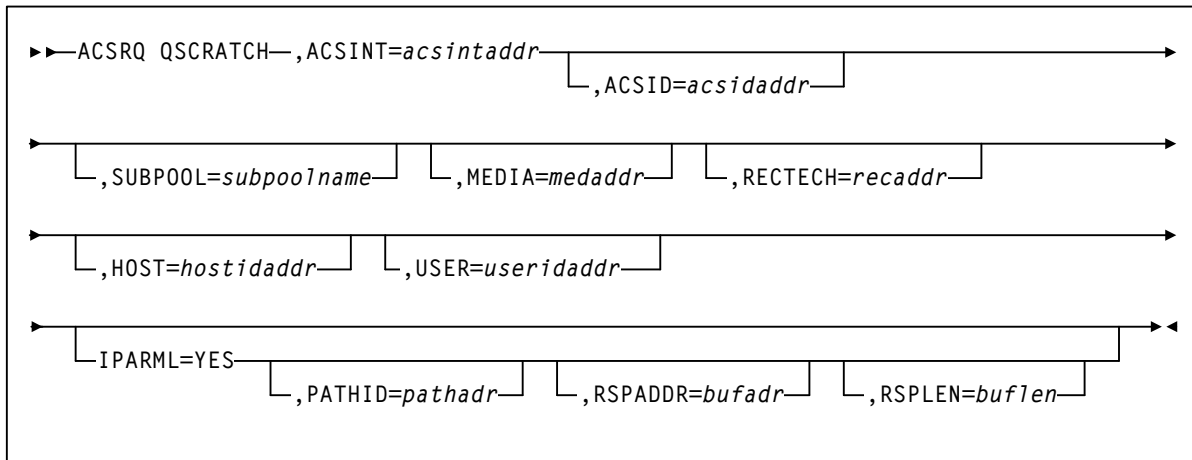 ACSRQ QSCRATCH ,ACSINT=acsintaddr
,ACSID=acsidaddr
,SUBPOOL=subpoolname ,MEDIA=medaddr ,RECTECH=recaddr
,HOST=hostidaddr ,USER=useridaddr
IPARML=YES
,PATHID=pathadr ,RSPADDR=bufadr ,RSPLEN=buflen